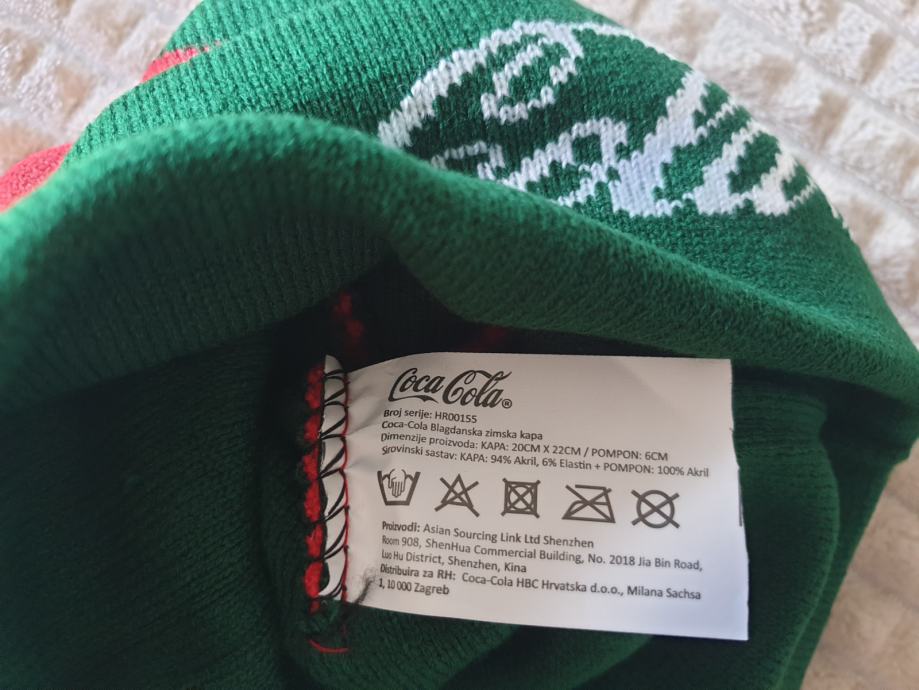 Coca-Cola®
Broj serije: HR00155
Coca-Cola Blagdanska zimska kapa
Dimenzije proizvoda: KAPA: 20CM X 22CM / POMPON: 6CM
Sirovinski sastav: KAPA: 94% Akril, 6% Elastin + POMPON: 100% Akril
Proizvodi: Asian Sourcing Link Ltd Shenzhen
Room 908, ShenHua Commercial Building, No. 2018 Jia Bin Road,
Luo Hu District, Shenzhen, Kina
Distribuira za RH: Coca-Cola HBC Hrvatska d.o.o., Milana Sachsa
1, 10 000 Zagreb